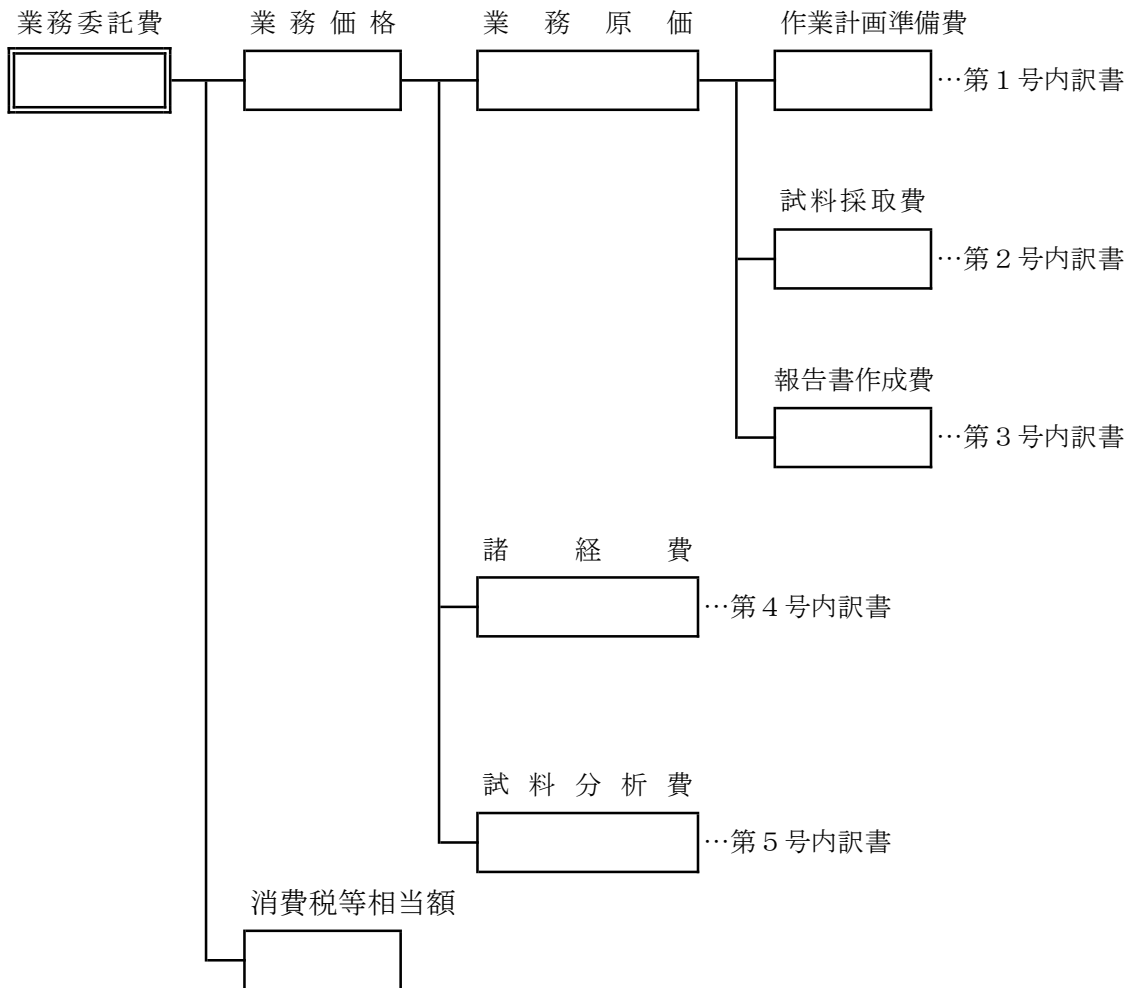 業務委託費 業務価格 業務原価 作業計画準備費
…第１号内訳書
試料採取費
…第２号内訳書
報告書作成費
…第３号内訳書
諸経費
…第４号内訳書
試料分析費
…第５号内訳書
消費税等相当額